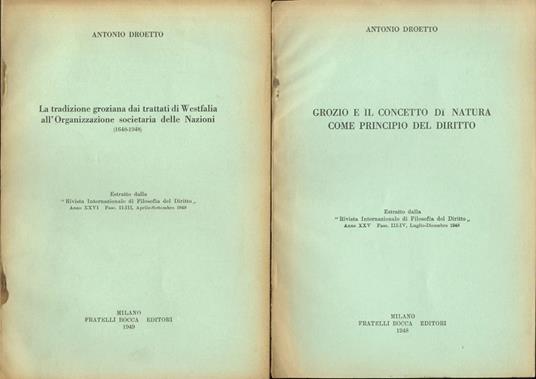 ANTONIO DROETTO
La tradizione groziana dai trattati di Westfalia
all'Organizzazione societaria delle Nazioni
(1648-1948)
Estratto dalla
"Rivista Internazionale di Filosofia del Diritto„
Anno XXVI Fasc. II-III, Aprile-Settembre 1949
MILANO
FRATELLI BOCCA EDITORI
1949
ANTONIO DROETTO
GROZIO E IL CONCETTO DI NATURA
COME PRINCIPIO DEL DIRITTO
Estratto dalla
"Rivista Internazionale di Filosofia del Diritto„
Anno XXV Fasc. III-IV, Luglio-Dicembre 1948
MILANO
FRATELLI BOCCA EDITORI
1948